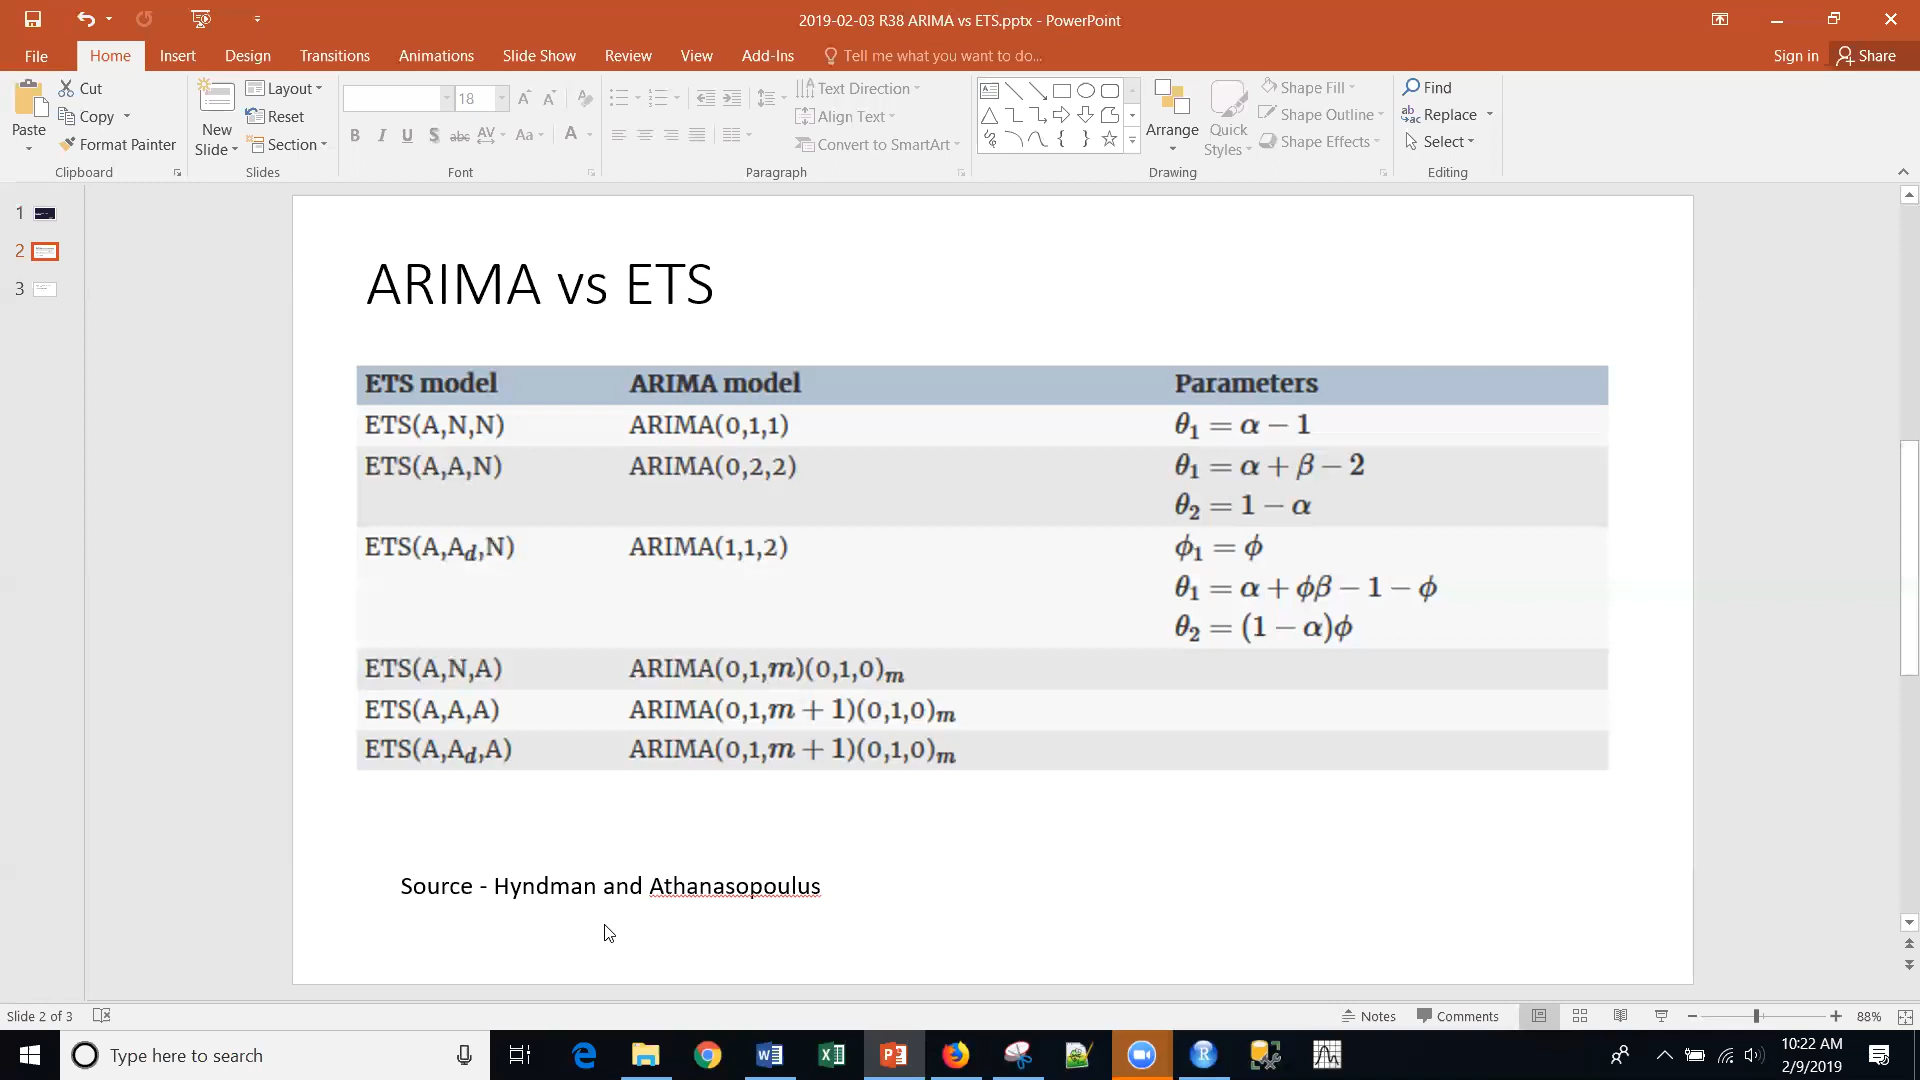 2019-02-03 R38 ARIMA vs ETS.pptx - PowerPoint
File Home Insert Design Transitions Animations Slide Show Review View Add-Ins Tell me what you want to do... Sign in Share
Paste
Cut
Copy
Format Painter
Clipboard
New Slide
Layout
Reset
Section
Slides
18
B I U S abc AV Aa A
Font
Text Direction
Align Text
Convert to SmartArt
Paragraph
Arrange
Quick Styles
Shape Fill
Shape Outline
Shape Effects
Drawing
Find
Replace
Select
Editing
1
2
3
ARIMA vs ETS
ETS model ARIMA model Parameters
ETS(A,N,N) ARIMA(0,1,1) θ₁ = α − 1
ETS(A,A,N) ARIMA(0,2,2) θ₁ = α + β − 2
θ₂ = 1 − α
ETS(A,A_d,N) ARIMA(1,1,2) ϕ₁ = ϕ
θ₁ = α + ϕβ − 1 − ϕ
θ₂ = (1 − α)ϕ
ETS(A,N,A) ARIMA(0,1,m)(0,1,0)ₘ
ETS(A,A,A) ARIMA(0,1,m + 1)(0,1,0)ₘ
ETS(A,A_d,A) ARIMA(0,1,m + 1)(0,1,0)ₘ
Source - Hyndman and Athanasopoulus
Slide 2 of 3 Notes Comments 88%
Type here to search
10:22 AM
2/9/2019